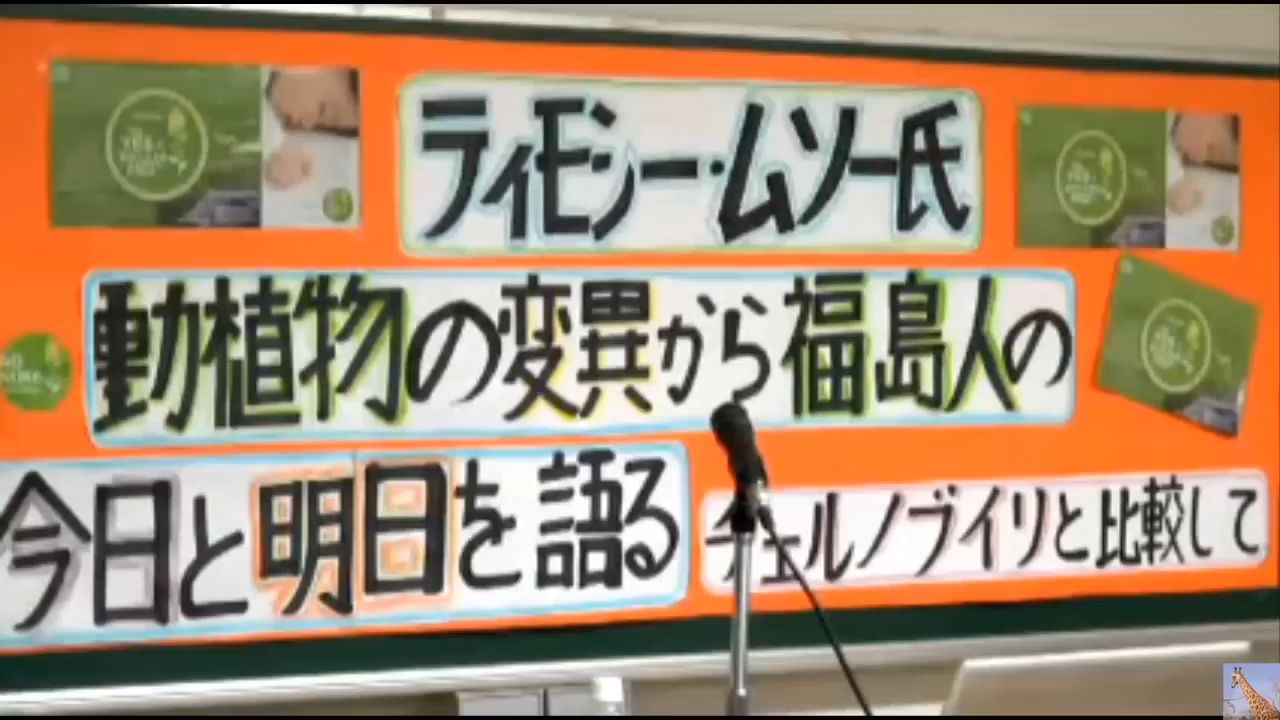 ティモシー・ムソー氏
動植物の変異から福島人の
今日と明日を語る
チェルノブイリと比較して